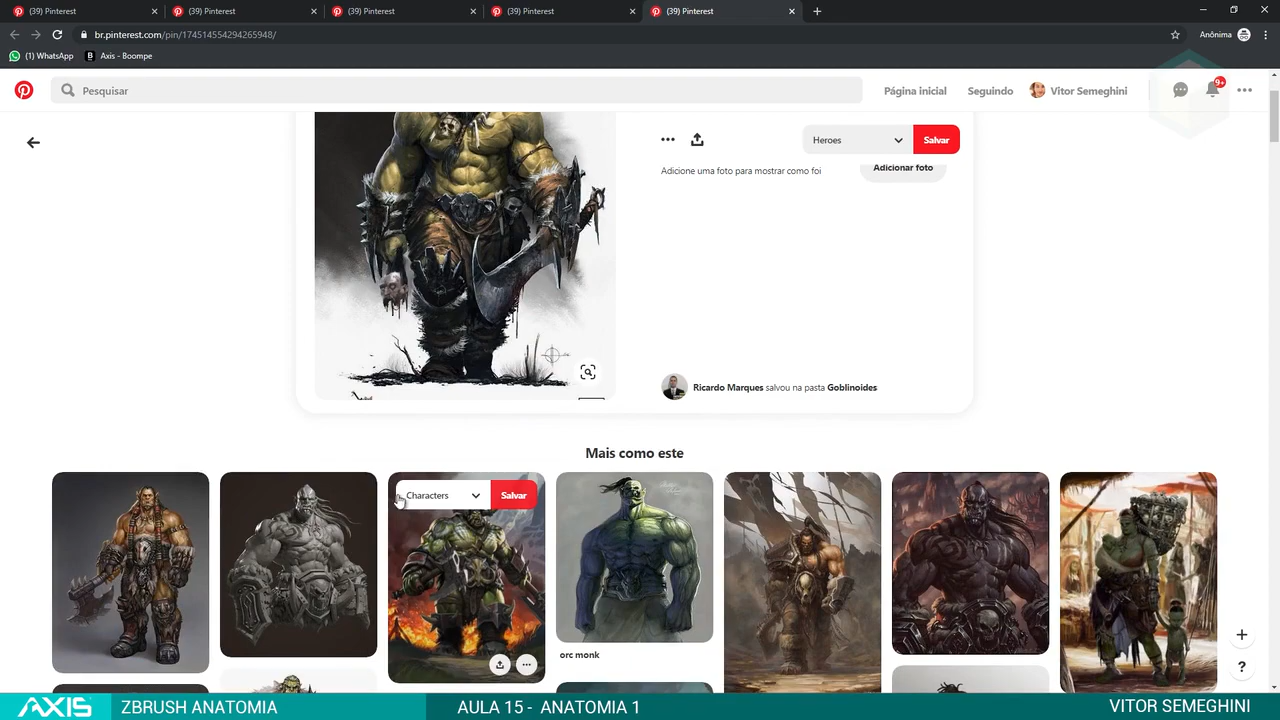 (39) Pinterest
(39) Pinterest
(39) Pinterest
(39) Pinterest
(39) Pinterest
br.pinterest.com/pin/174514554294265948/
Anônima
(1) WhatsApp
Axis - Boompe
Pesquisar
Página inicial
Seguindo
Vitor Semeghini
9+
Heroes
Salvar
Adicione uma foto para mostrar como foi
Adicionar foto
Ricardo Marques salvou na pasta Goblinoides
Mais como este
Characters
Salvar
orc monk
AXIS
ZBRUSH ANATOMIA
AULA 15 - ANATOMIA 1
VITOR SEMEGHINI